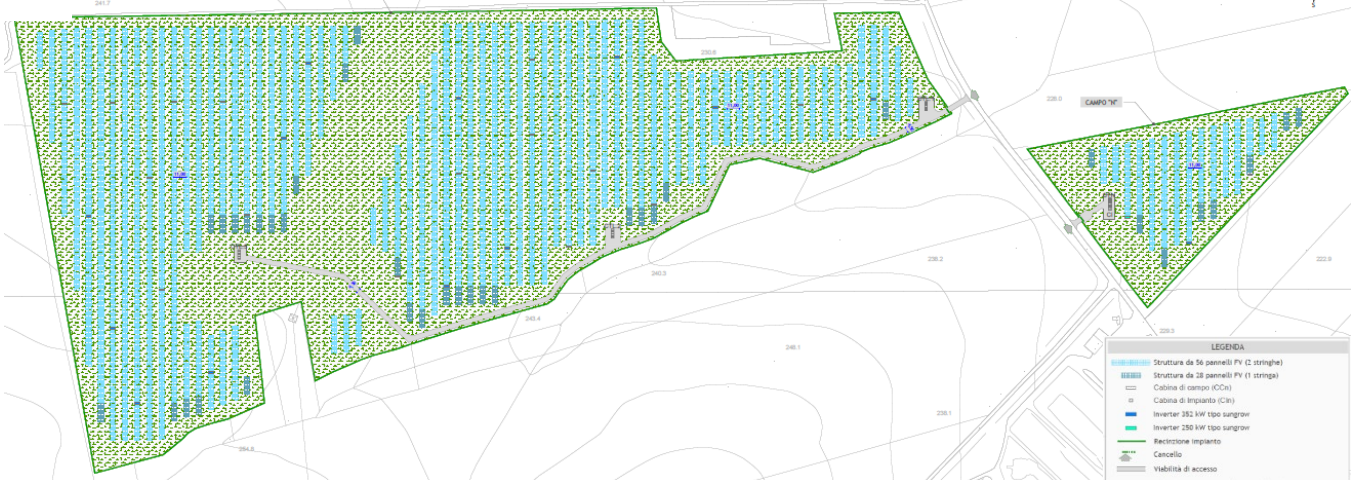 241.7
230.6
CAMPO "H"
238.0
238.2
222.9
240.3
245.4
248.1
229.3
238.1
254.8
LEGENDA
Struttura da 56 pannelli FV (2 stringhe)
Struttura da 28 pannelli FV (1 stringa)
Cabina di campo (CCn)
Cabina di Impianto (CIn)
Inverter 352 kW tipo sungrow
Inverter 250 kW tipo sungrow
Recinzione impianto
Cancello
Viabilità di accesso